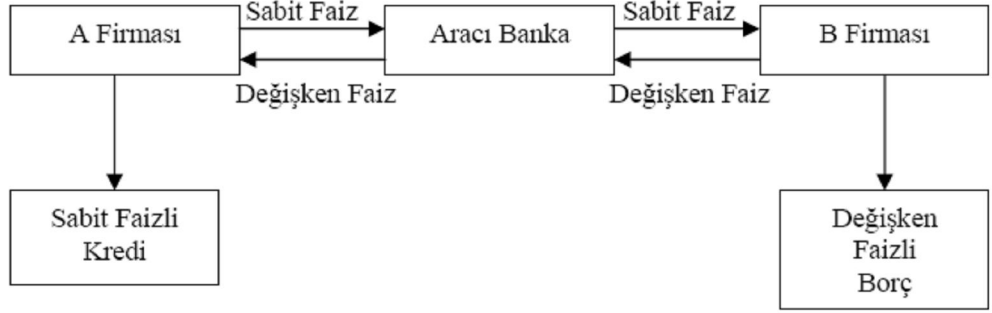 Sabit Faiz
Sabit Faiz
A Firması
Aracı Banka
B Firması
Değişken Faiz
Değişken Faiz
Sabit Faizli
Kredi
Değişken
Faizli
Borç